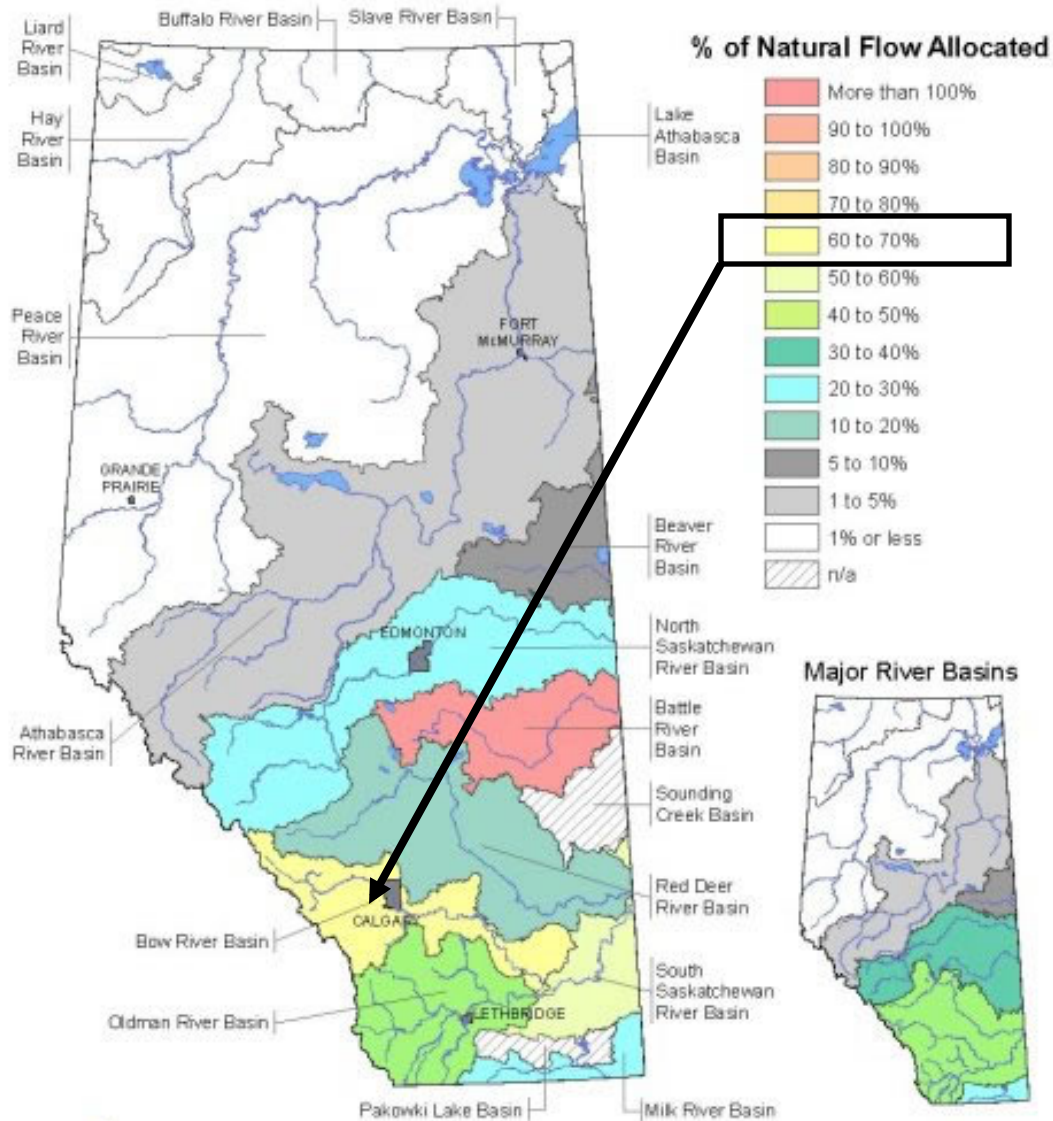 Buffalo River Basin
Slave River Basin
Liard
River
Basin
Hay
River
Basin
Lake
Athabasca
Basin
Peace
River
Basin
FORT
McMURRAY
GRANDE
PRAIRIE
Beaver
River
Basin
EDMONTON
North
Saskatchewan
River Basin
Athabasca
River Basin
Battle
River
Basin
Sounding
Creek Basin
Red Deer
River Basin
CALGARY
Bow River Basin
South
Saskatchewan
River Basin
Oldman River Basin
LETHBRIDGE
Pakowki Lake Basin
Milk River Basin
% of Natural Flow Allocated
More than 100%
90 to 100%
80 to 90%
70 to 80%
60 to 70%
50 to 60%
40 to 50%
30 to 40%
20 to 30%
10 to 20%
5 to 10%
1 to 5%
1% or less
n/a
Major River Basins